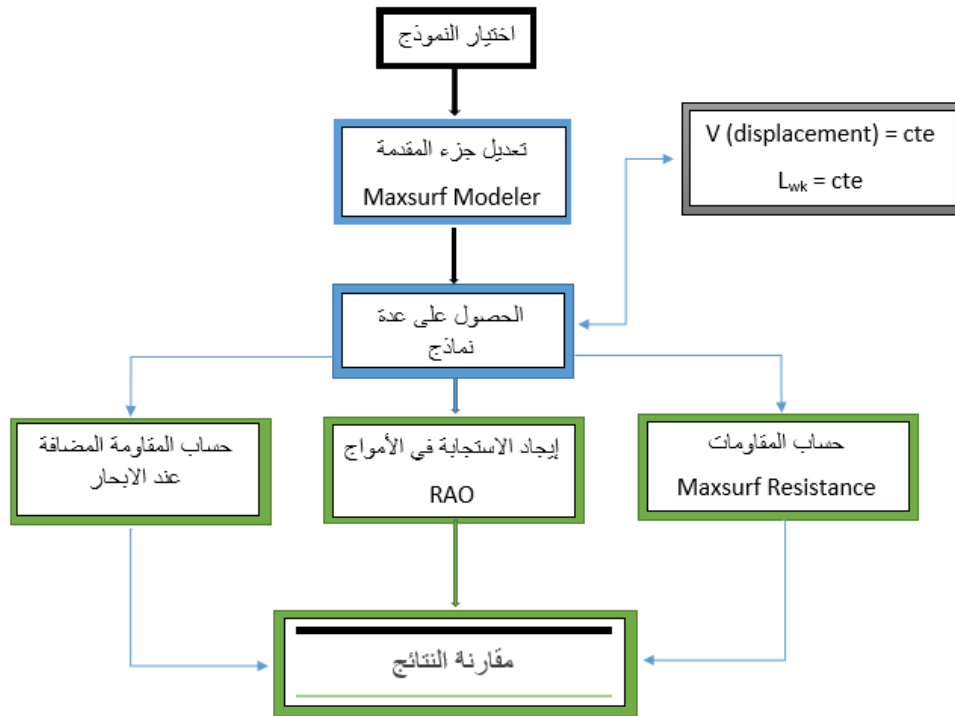 اختيار النموذج
تعديل جزء المقدمة
Maxsurf Modeler
V (displacement) = cte
Lwk = cte
الحصول على عدة
نماذج
حساب المقاومة المضافة
عند الابحار
إيجاد الاستجابة في الأمواج
RAO
حساب المقاومات
Maxsurf Resistance
مقارنة النتائج